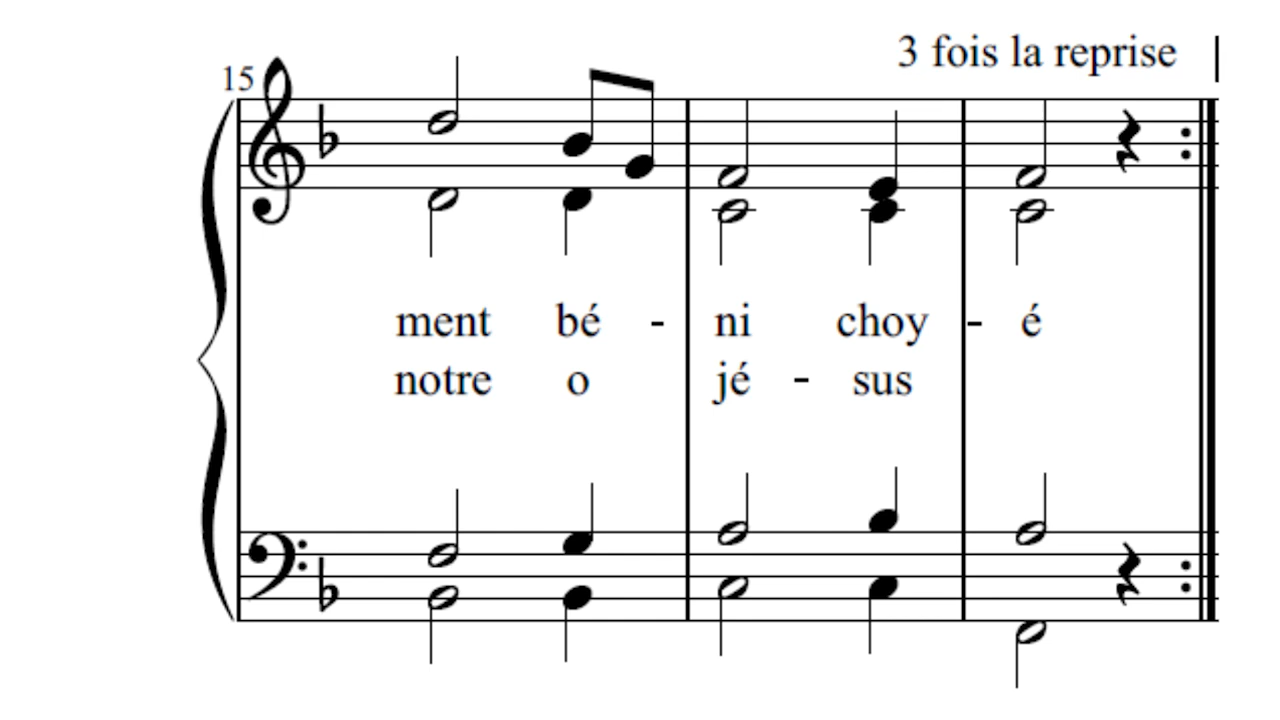 3 fois la reprise
15
ment bé - ni choy - é
notre o jé - sus